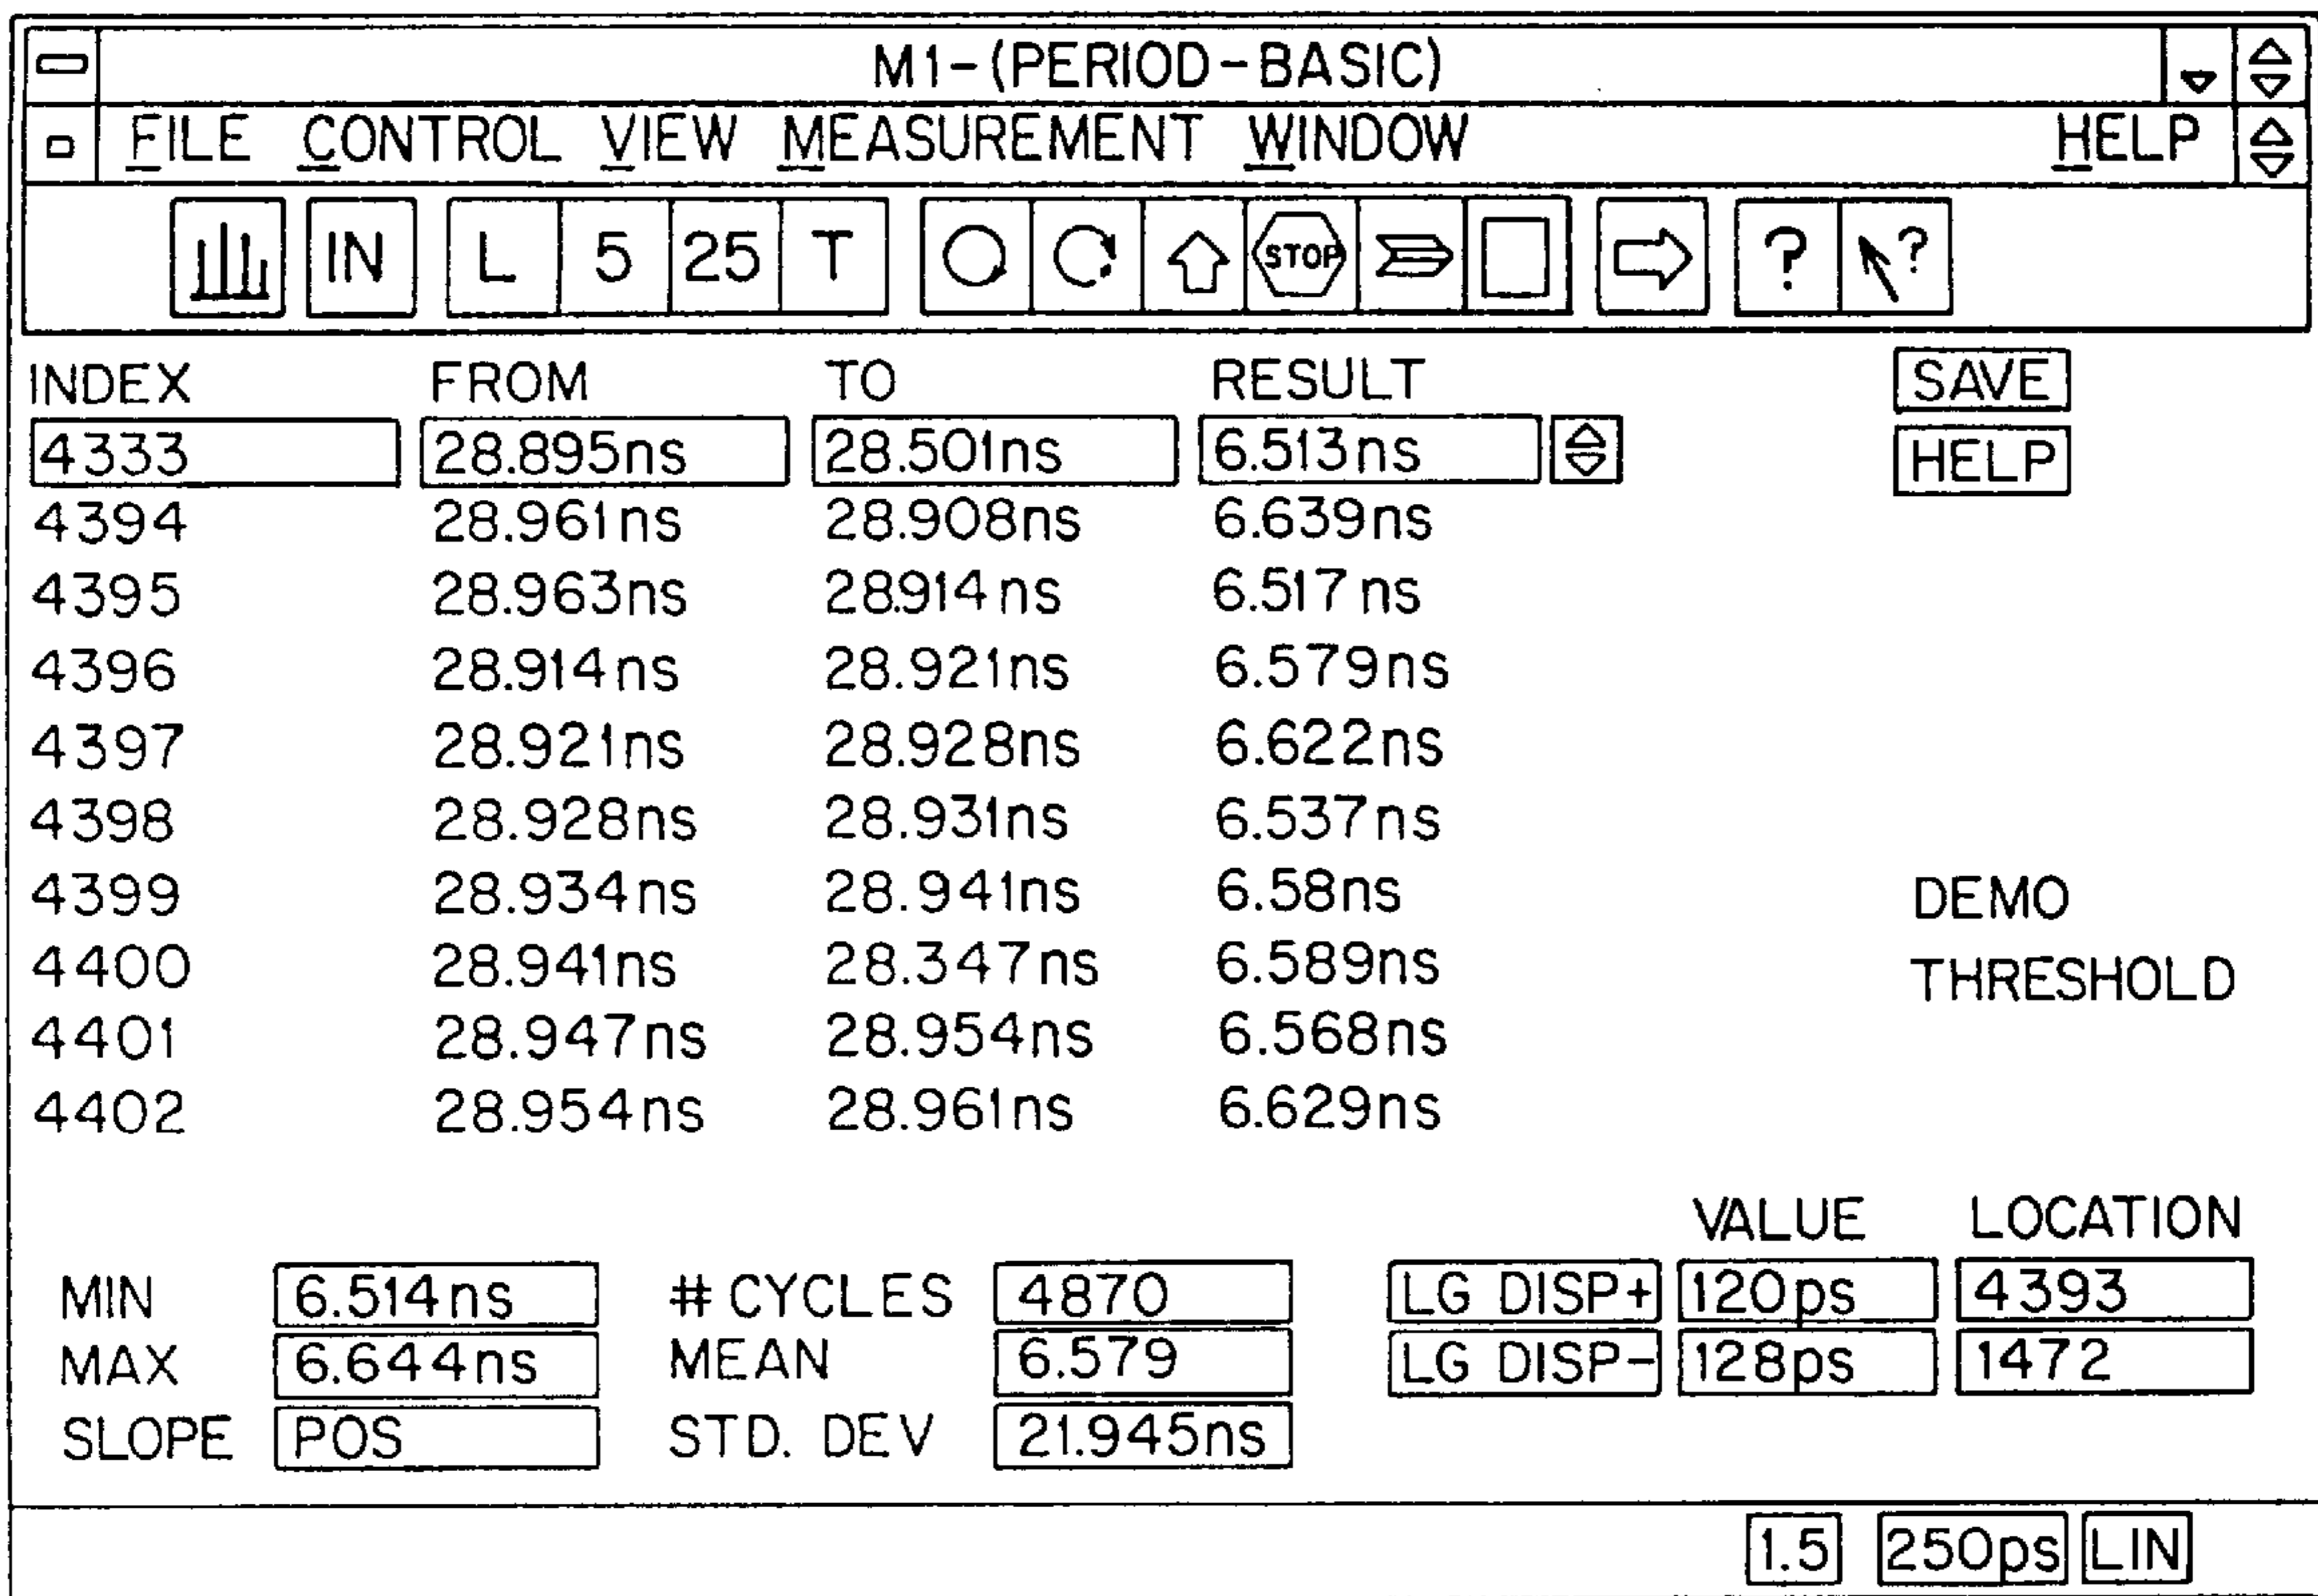 M1-(PERIOD-BASIC)
FILE CONTROL VIEW MEASUREMENT WINDOW HELP
IN L 5 25 T STOP ? ?
INDEX FROM TO RESULT SAVE
4333 28.895ns 28.501ns 6.513ns HELP
4394 28.961ns 28.908ns 6.639ns
4395 28.963ns 28.914ns 6.517ns
4396 28.914ns 28.921ns 6.579ns
4397 28.921ns 28.928ns 6.622ns
4398 28.928ns 28.931ns 6.537ns
4399 28.934ns 28.941ns 6.58ns DEMO
4400 28.941ns 28.347ns 6.589ns THRESHOLD
4401 28.947ns 28.954ns 6.568ns
4402 28.954ns 28.961ns 6.629ns
VALUE LOCATION
MIN 6.514ns # CYCLES 4870 LG DISP+ 120ps 4393
MAX 6.644ns MEAN 6.579 LG DISP- 128ps 1472
SLOPE POS STD. DEV 21.945ns
1.5 250ps LIN